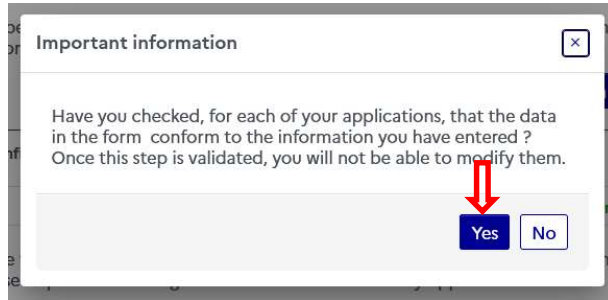 Important information
×
Have you checked, for each of your applications, that the data
in the form conform to the information you have entered ?
Once this step is validated, you will not be able to modify them.
Yes No